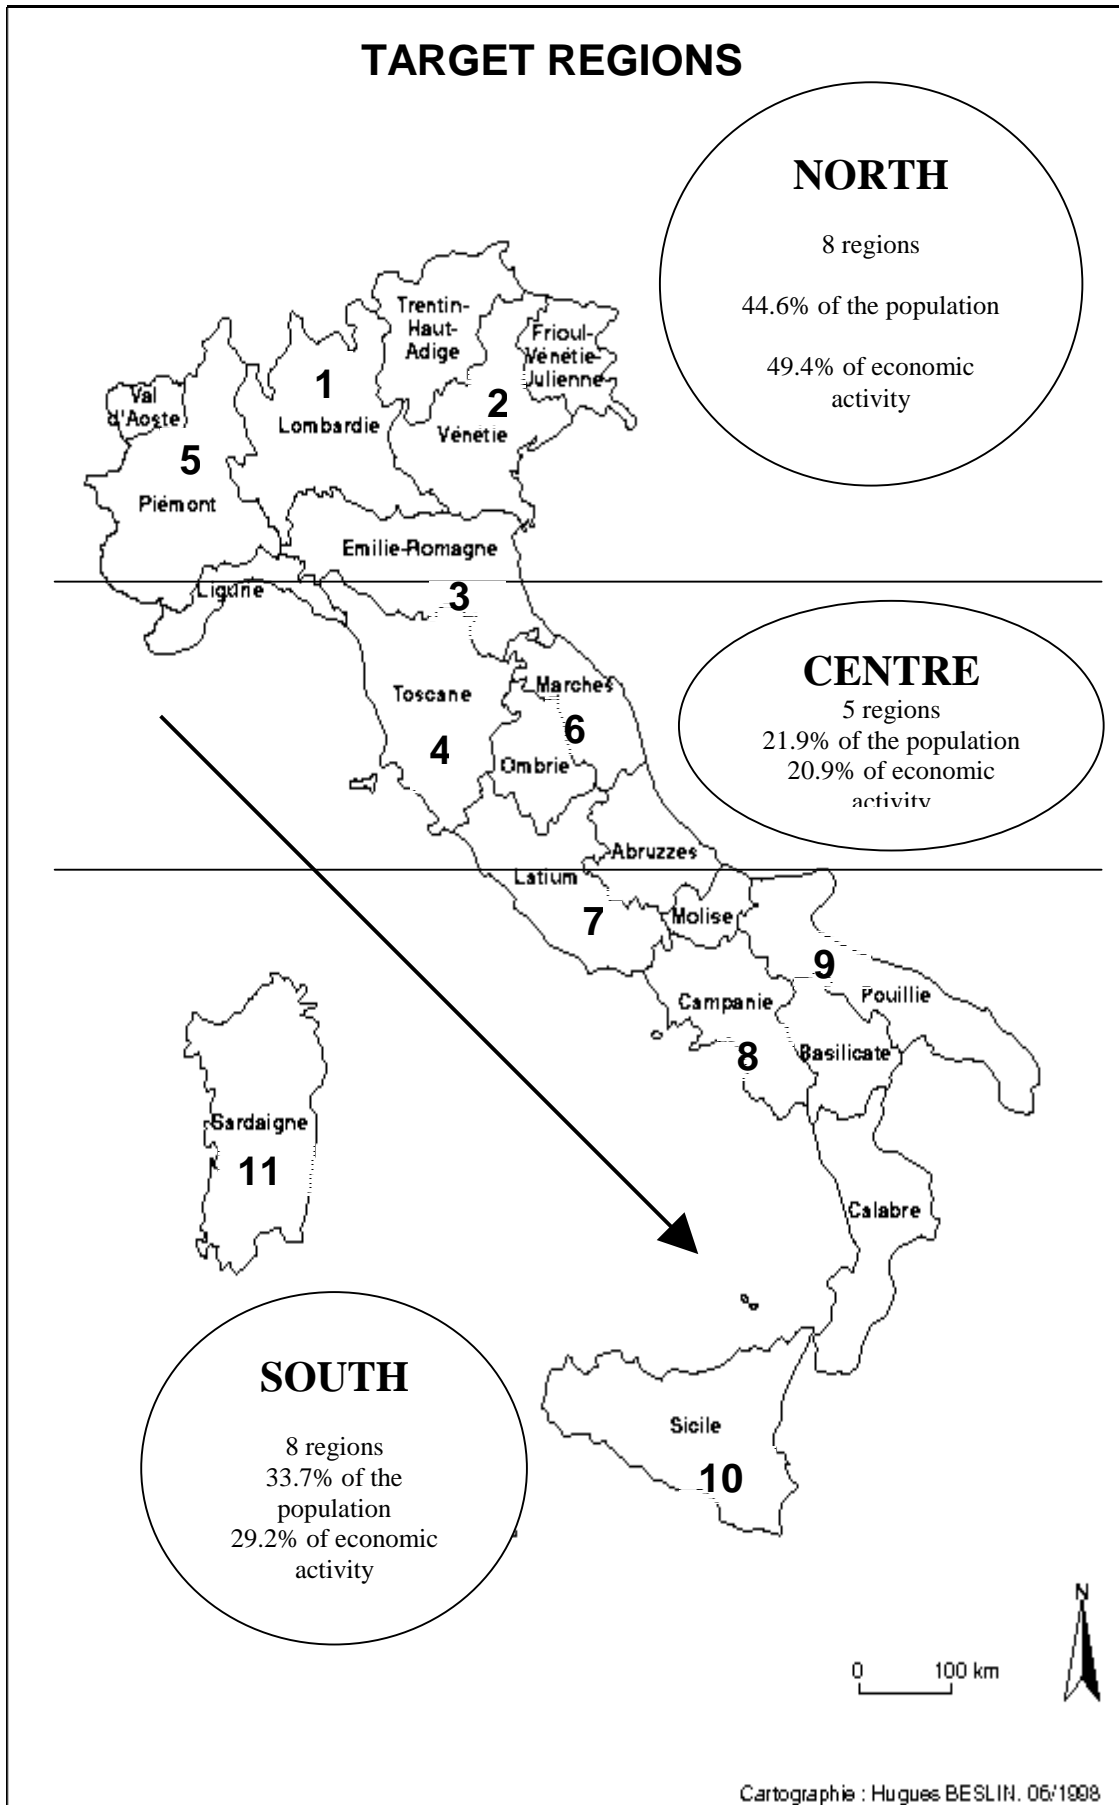 TARGET REGIONS
NORTH
8 regions
44.6% of the population
49.4% of economic
activity
Trentin-
Haut-
Adige
Frioul-
Vénétie-
Julienne
1
Lombardie
2
Vénétie
Val
d'Aoste
5
Piémont
Emilie-Romagne
Ligurie
3
CENTRE
5 regions
21.9% of the population
20.9% of economic
activity
Toscane
4
Marches
6
Ombrie
Abruzzes
Latium
7
Molise
9
Pouillie
Campanie
8
Basilicate
Sardaigne
11
Calabre
SOUTH
8 regions
33.7% of the
population
29.2% of economic
activity
Sicile
10
N
0 100 km
Cartographie : Hugues BESLIN. 06/1998